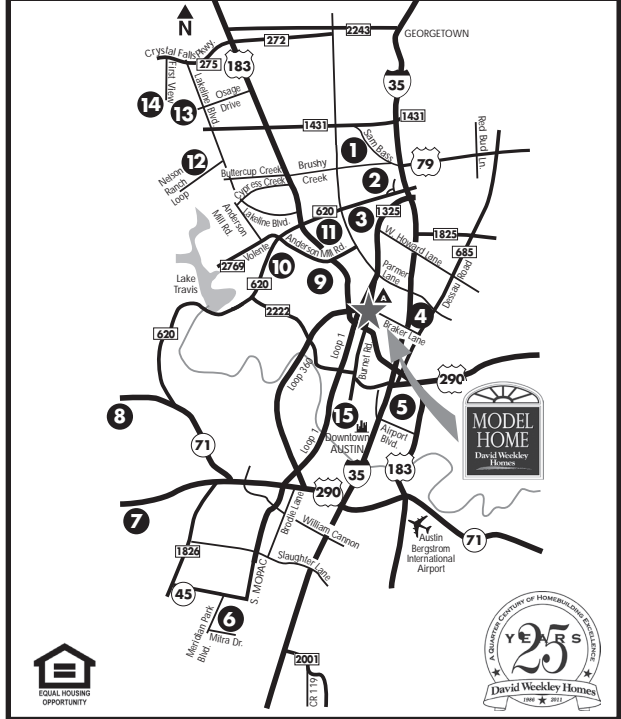 N
2243
GEORGETOWN
272
Crystal Falls Pkwy.
275
183
35
First View
Lakeline Blvd.
Osage
Drive
14
13
1431
1431
Sam Bass
Red Bud Ln.
1
79
12
Nelson
Ranch
Loop
Buttercup Creek
Brushy
Creek
Cypress Creek
2
620
3
1325
Anderson
Mill Rd.
Lakeline Blvd.
11
W. Howard Lane
1825
685
Volente
Anderson Mill Rd.
2769
10
9
Parmer
Lane
Dessau Road
Lake
Travis
620
2222
A
4
Braker Lane
620
Loop 1
Burnet Rd.
Loop 360
290
MODEL
HOME
David Weekley
Homes
8
15
5
Downtown
AUSTIN
Airport
Blvd.
71
Loop 1
35
183
290
7
Brodie Lane
William Cannon
Austin
Bergstrom
International
Airport
71
1826
Slaughter Lane
S. MOPAC
45
6
Meridian Park
Blvd.
Mitra Dr.
2001
CR 119
EQUAL HOUSING
OPPORTUNITY
A QUARTER CENTURY OF HOMEBUILDING EXCELLENCE
25
YEARS
David Weekley Homes
1986 2011